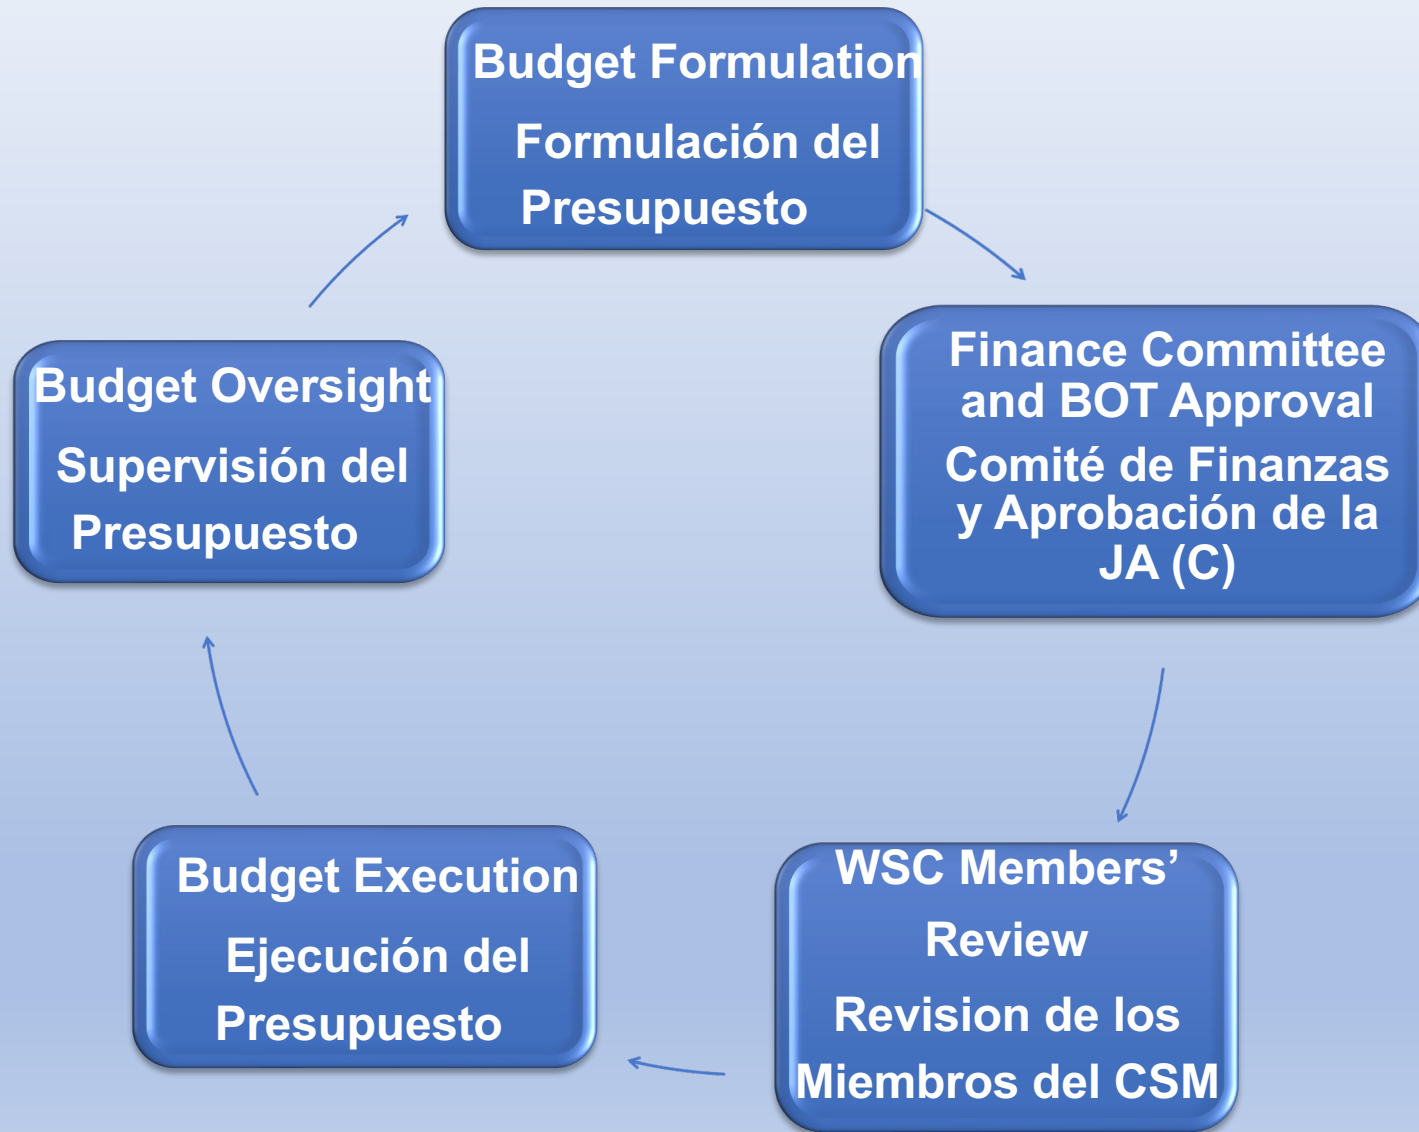 Budget Formulation
Formulación del
Presupuesto
Finance Committee
and BOT Approval
Comité de Finanzas
y Aprobación de la
JA (C)
WSC Members’
Review
Revision de los
Miembros del CSM
Budget Execution
Ejecución del
Presupuesto
Budget Oversight
Supervisión del
Presupuesto